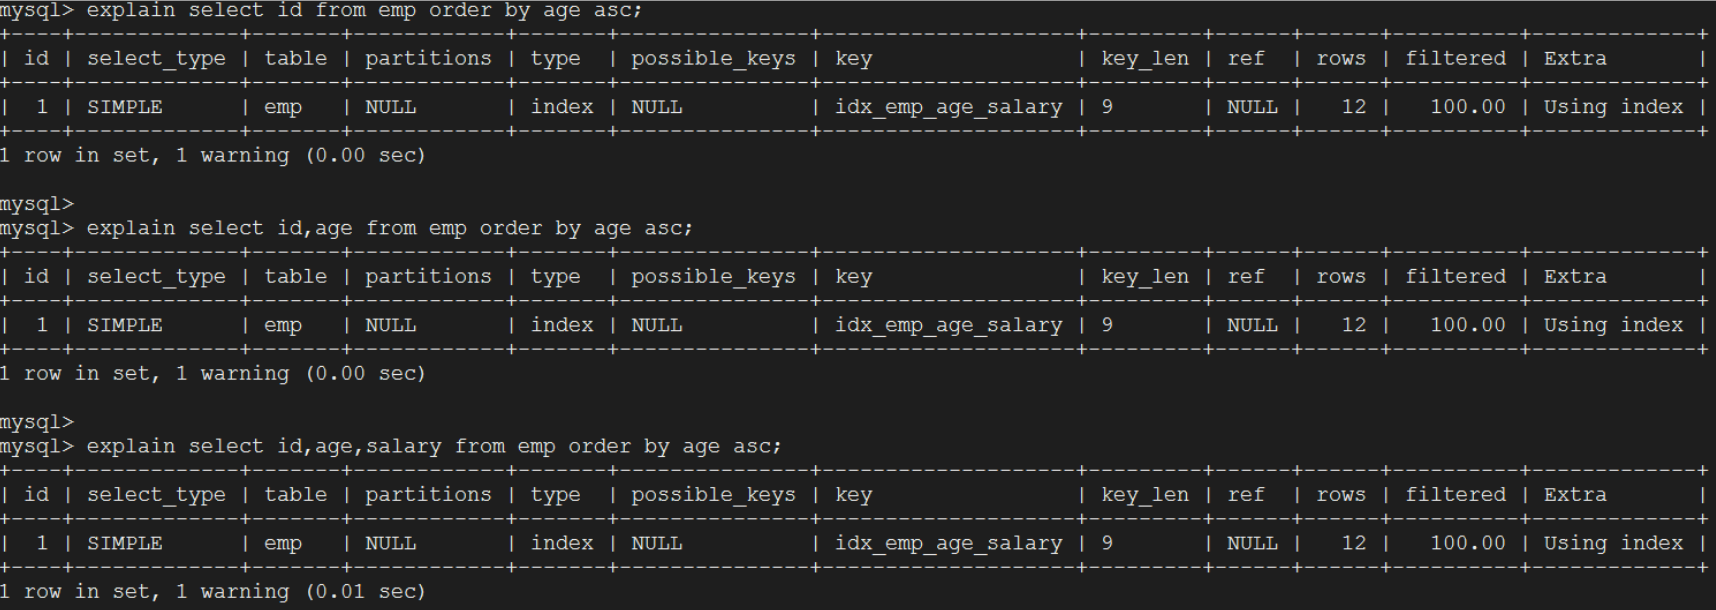 mysql> explain select id from emp order by age asc;
+----+-------------+-------+------------+-------+---------------+--------------------+---------+------+------+----------+-------------+
| id | select_type | table | partitions | type  | possible_keys | key                | key_len | ref  | rows | filtered | Extra       |
+----+-------------+-------+------------+-------+---------------+--------------------+---------+------+------+----------+-------------+
|  1 | SIMPLE      | emp   | NULL       | index | NULL          | idx_emp_age_salary | 9       | NULL |   12 |   100.00 | Using index |
+----+-------------+-------+------------+-------+---------------+--------------------+---------+------+------+----------+-------------+
1 row in set, 1 warning (0.00 sec)

mysql>
mysql> explain select id,age from emp order by age asc;
+----+-------------+-------+------------+-------+---------------+--------------------+---------+------+------+----------+-------------+
| id | select_type | table | partitions | type  | possible_keys | key                | key_len | ref  | rows | filtered | Extra       |
+----+-------------+-------+------------+-------+---------------+--------------------+---------+------+------+----------+-------------+
|  1 | SIMPLE      | emp   | NULL       | index | NULL          | idx_emp_age_salary | 9       | NULL |   12 |   100.00 | Using index |
+----+-------------+-------+------------+-------+---------------+--------------------+---------+------+------+----------+-------------+
1 row in set, 1 warning (0.00 sec)

mysql>
mysql> explain select id,age,salary from emp order by age asc;
+----+-------------+-------+------------+-------+---------------+--------------------+---------+------+------+----------+-------------+
| id | select_type | table | partitions | type  | possible_keys | key                | key_len | ref  | rows | filtered | Extra       |
+----+-------------+-------+------------+-------+---------------+--------------------+---------+------+------+----------+-------------+
|  1 | SIMPLE      | emp   | NULL       | index | NULL          | idx_emp_age_salary | 9       | NULL |   12 |   100.00 | Using index |
+----+-------------+-------+------------+-------+---------------+--------------------+---------+------+------+----------+-------------+
1 row in set, 1 warning (0.01 sec)